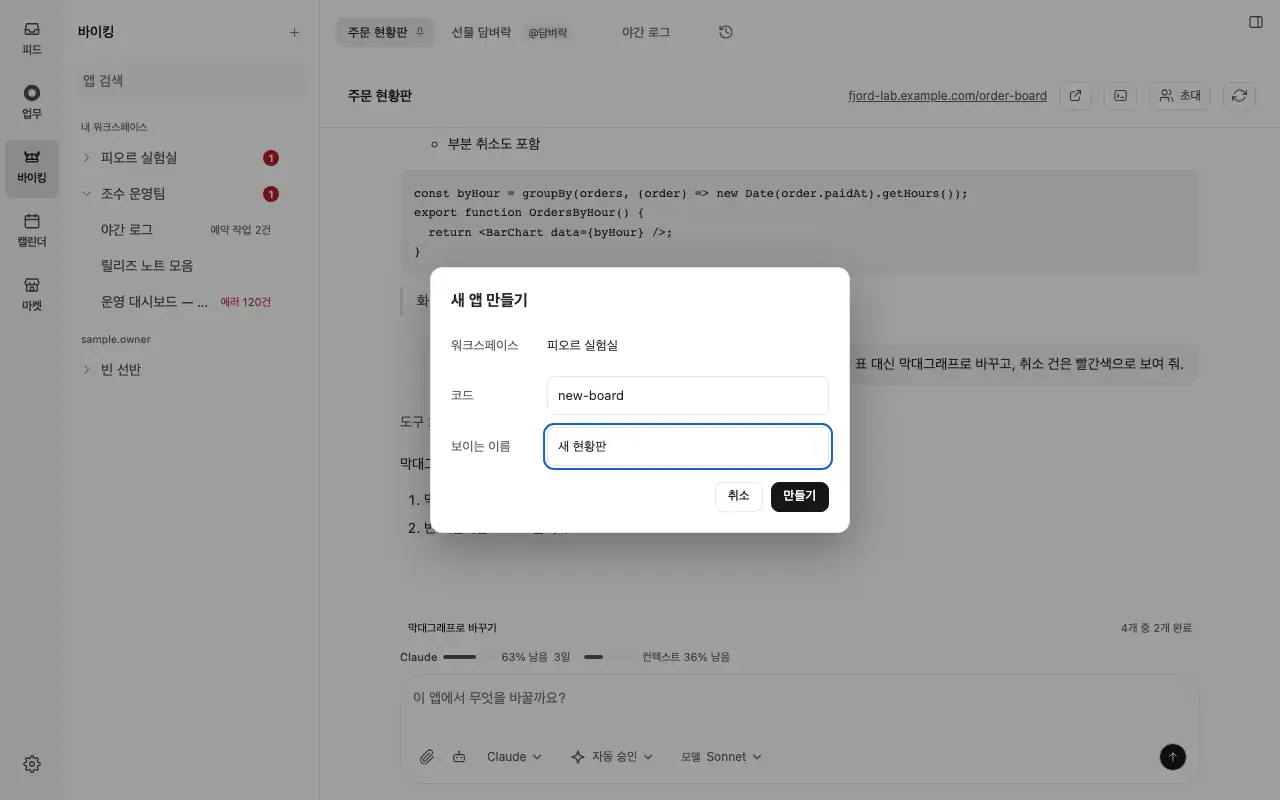 피드
업무
바이킹
캘린더
마켓
바이킹
앱 검색
내 워크스페이스
피오르 실험실 1
조수 운영팀 1
야간 로그 예약 작업 2건
릴리즈 노트 모음
운영 대시보드 — ... 에러 120건
sample.owner
빈 선반
주문 현황판 선물 담벼락 @담벼락 야간 로그
주문 현황판 fjord-lab.example.com/order-board 초대
부분 취소도 포함
const byHour = groupBy(orders, (order) => new Date(order.paidAt).getHours());
export function OrdersByHour() {
return <BarChart data={byHour} />;
}
표 대신 막대그래프로 바꾸고, 취소 건은 빨간색으로 보여 줘.
도구
1.
2.
새 앱 만들기
워크스페이스 피오르 실험실
코드 new-board
보이는 이름 새 현황판
취소 만들기
막대그래프로 바꾸기 4개 중 2개 완료
Claude 63% 남음 3일 컨텍스트 36% 남음
이 앱에서 무엇을 바꿀까요?
Claude 자동 승인 모델 Sonnet